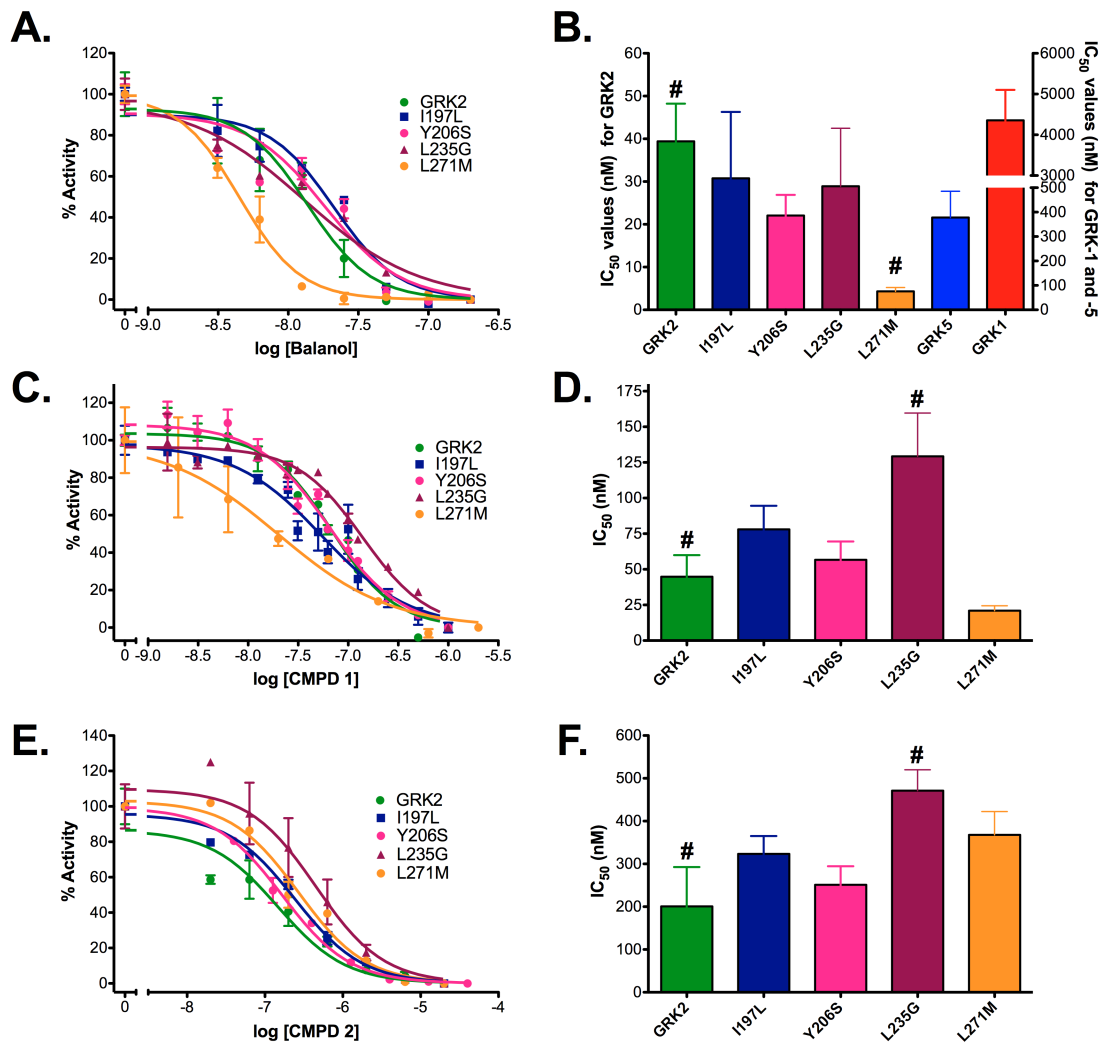 A.
120
100
80
60
40
20
0
% Activity
GRK2
I197L
Y206S
L235G
L271M
0 -9.0 -8.5 -8.0 -7.5 -7.0 -6.5
log [Balanol]
B.
60
50
40
30
20
10
0
IC50 values (nM) for GRK2
6000
5000
4000
3000
500
400
300
200
100
0
IC50 values (nM) for GRK-1 and -5
# #
GRK2 I197L Y206S L235G L271M GRK5 GRK1
C.
120
100
80
60
40
20
0
% Activity
GRK2
I197L
Y206S
L235G
L271M
0 -9.0 -8.5 -8.0 -7.5 -7.0 -6.5 -6.0 -5.5
log [CMPD 1]
D.
175
150
125
100
75
50
25
0
IC50 (nM)
# #
GRK2 I197L Y206S L235G L271M
E.
140
120
100
80
60
40
20
0
% Activity
GRK2
I197L
Y206S
L235G
L271M
0 -8 -7 -6 -5 -4
log [CMPD 2]
F.
600
500
400
300
200
100
0
IC50 (nM)
# #
GRK2 I197L Y206S L235G L271M